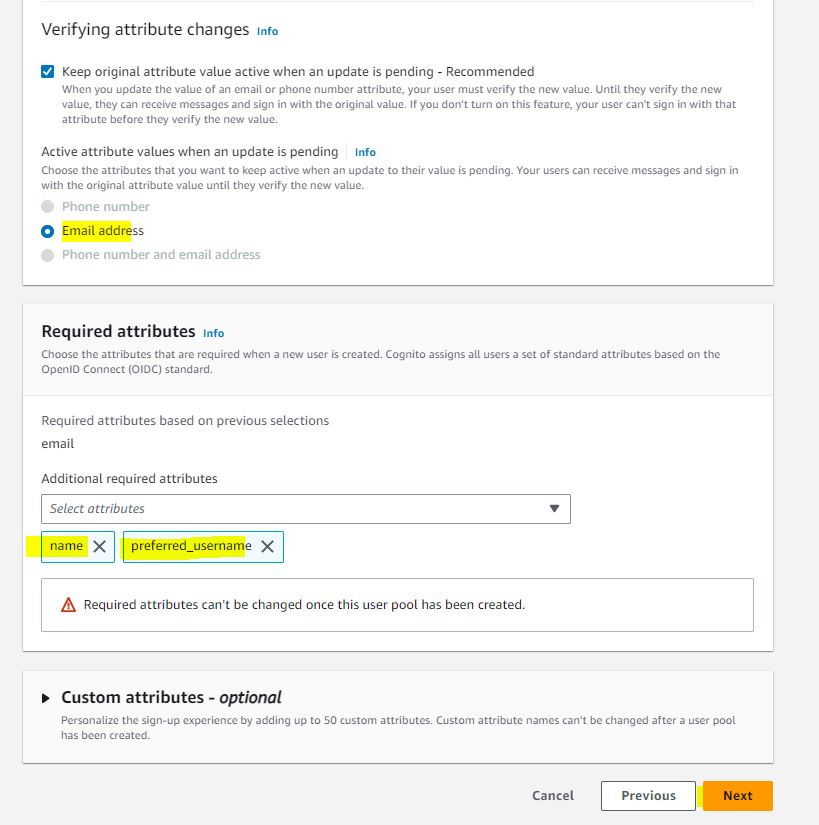 Verifying attribute changes Info
Keep original attribute value active when an update is pending - Recommended
When you update the value of an email or phone number attribute, your user must verify the new value. Until they verify the new
value, they can receive messages and sign in with the original value. If you don't turn on this feature, your user can't sign in with that
attribute before they verify the new value.
Active attribute values when an update is pending Info
Choose the attributes that you want to keep active when an update to their value is pending. Your users can receive messages and sign in
with the original attribute value until they verify the new value.
Phone number
Email address
Phone number and email address
Required attributes Info
Choose the attributes that are required when a new user is created. Cognito assigns all users a set of standard attributes based on the
OpenID Connect (OIDC) standard.
Required attributes based on previous selections
email
Additional required attributes
Select attributes
name preferred_username
Required attributes can't be changed once this user pool has been created.
Custom attributes - optional
Personalize the sign-up experience by adding up to 50 custom attributes. Custom attribute names can't be changed after a user pool
has been created.
Cancel Previous Next